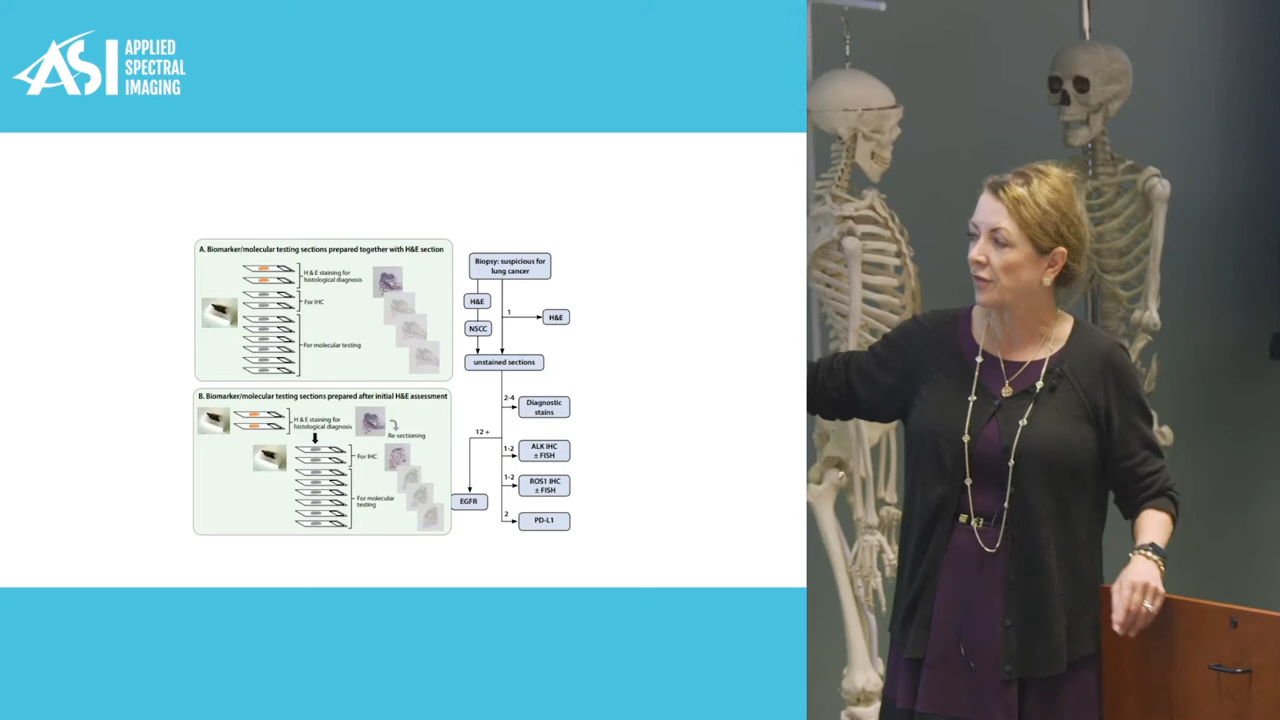 ASI APPLIED
SPECTRAL
IMAGING
A. Biomarker/molecular testing sections prepared together with H&E section
H & E staining for
histological diagnosis
For IHC
For molecular testing
B. Biomarker/molecular testing sections prepared after initial H&E assessment
H & E staining for
histological diagnosis
Re-sectioning
For IHC
For molecular
testing
Biopsy: suspicious for
lung cancer
H&E
1
H&E
NSCC
unstained sections
2-4
Diagnostic
stains
12 +
1-2
ALK IHC
± FISH
1-2
ROS1 IHC
± FISH
EGFR
2
PD-L1